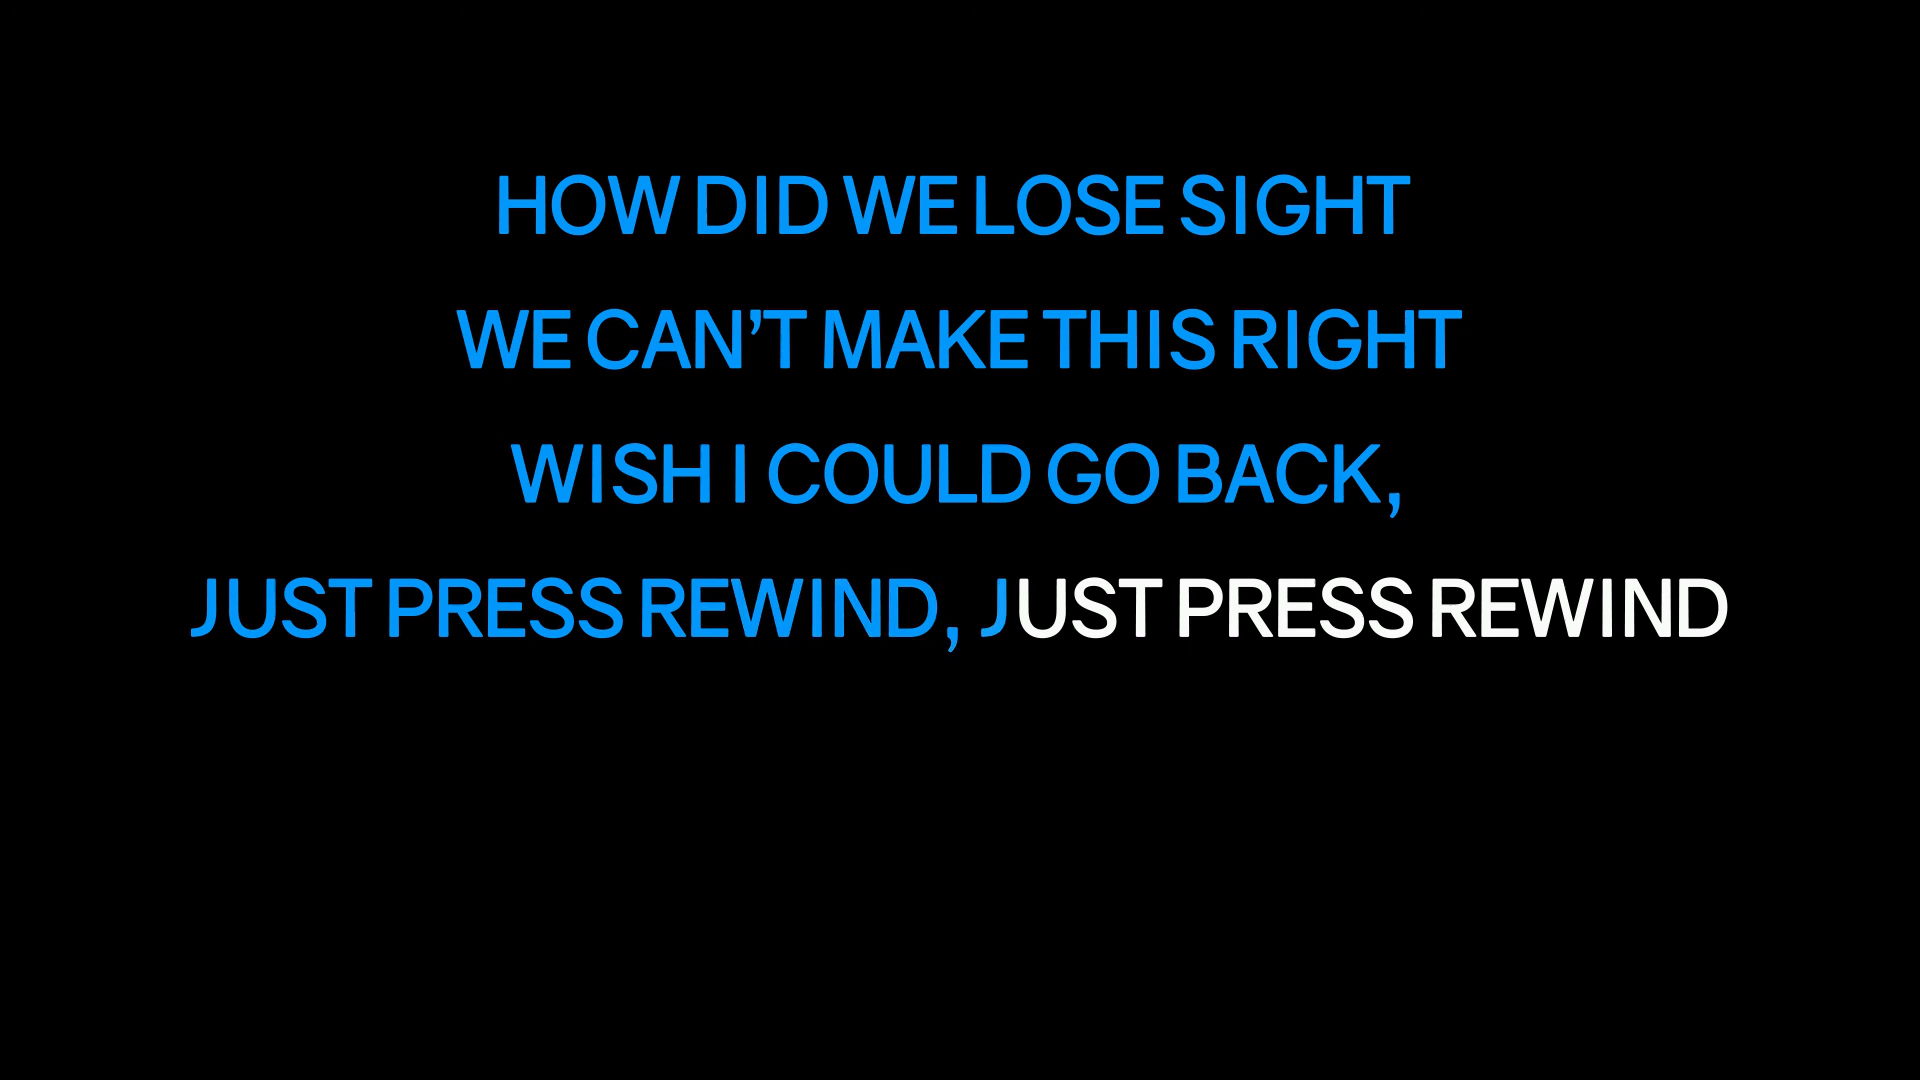 HOW DID WE LOSE SIGHT
WE CAN’T MAKE THIS RIGHT
WISH I COULD GO BACK,
JUST PRESS REWIND, JUST PRESS REWIND